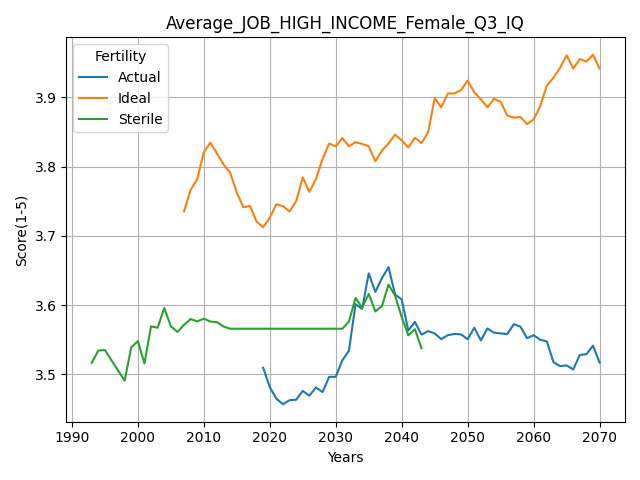 Average_JOB_HIGH_INCOME_Female_Q3_IQ
Fertility
Actual
Ideal
Sterile
Score(1-5)
3.9
3.8
3.7
3.6
3.5
1990 2000 2010 2020 2030 2040 2050 2060 2070
Years